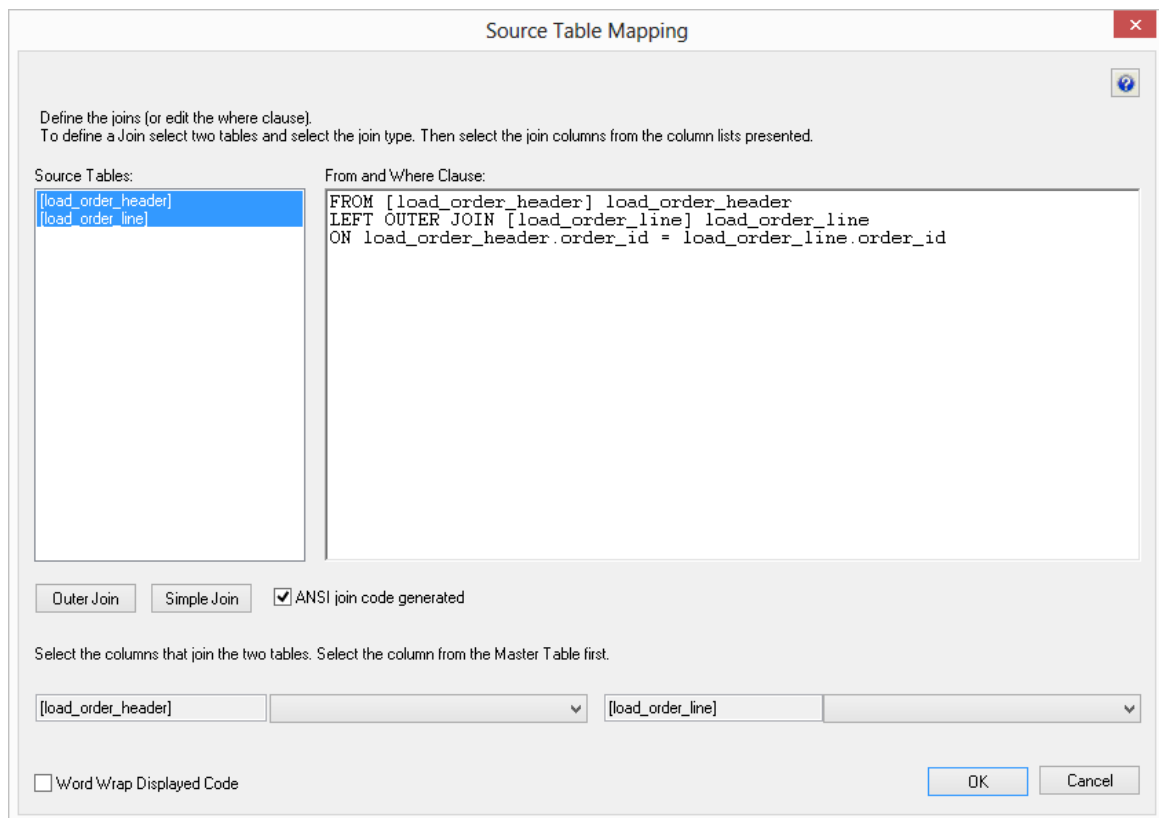 Source Table Mapping
Define the joins (or edit the where clause).
To define a Join select two tables and select the join type. Then select the join columns from the column lists presented.
Source Tables:
From and Where Clause:
[load_order_header]
[load_order_line]
FROM [load_order_header] load_order_header
LEFT OUTER JOIN [load_order_line] load_order_line
ON load_order_header.order_id = load_order_line.order_id
Outer Join
Simple Join
ANSI join code generated
Select the columns that join the two tables. Select the column from the Master Table first.
[load_order_header]
[load_order_line]
Word Wrap Displayed Code
OK
Cancel